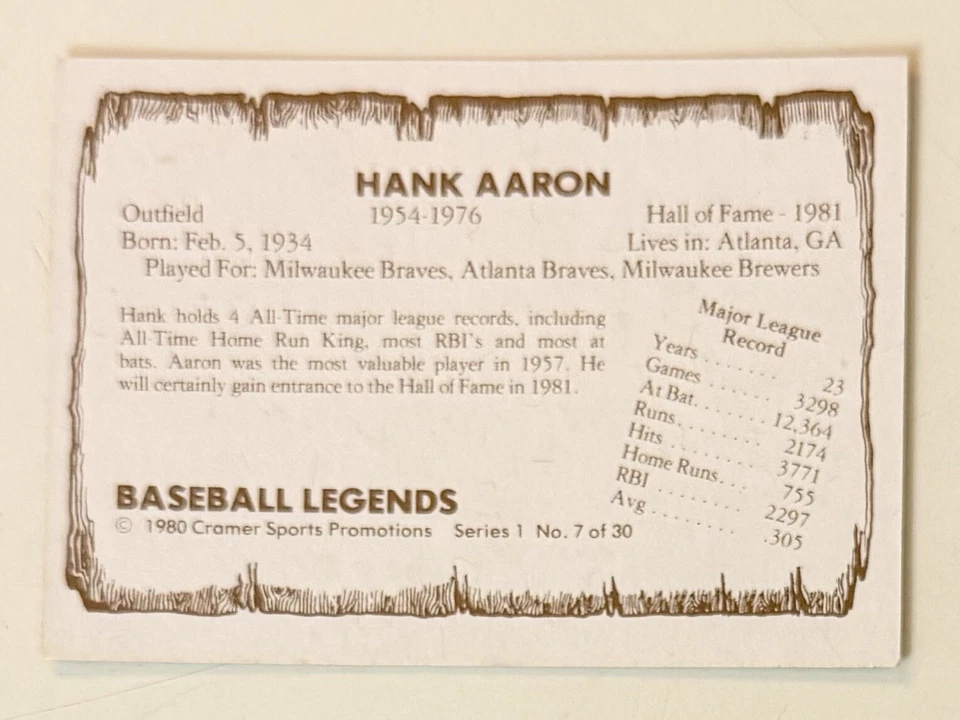 HANK AARON
Outfield 1954-1976 Hall of Fame - 1981
Born: Feb. 5, 1934 Lives in: Atlanta, GA
Played For: Milwaukee Braves, Atlanta Braves, Milwaukee Brewers
Hank holds 4 All-Time major league records, including
All-Time Home Run King, most RBI's and most at
bats. Aaron was the most valuable player in 1957. He
will certainly gain entrance to the Hall of Fame in 1981.
Major League
Record
Years . . . . . . . 23
Games . . . . . . . 3298
At Bat. . . . . . . . 12,364
Runs. . . . . . . . . 2174
Hits . . . . . . . . . 3771
Home Runs. . . 755
RBI . . . . . . . . . 2297
Avg . . . . . . . . . .305
BASEBALL LEGENDS
© 1980 Cramer Sports Promotions Series 1 No. 7 of 30